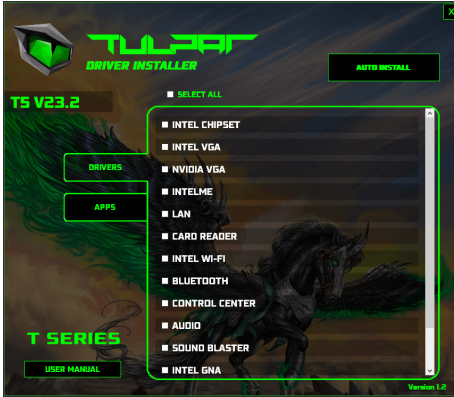 X
TULPAR
DRIVER INSTALLER
AUTO INSTALL
T5 V23.2
SELECT ALL
INTEL CHIPSET
INTEL VGA
NVIDIA VGA
INTELME
LAN
CARD READER
INTEL WI-FI
BLUETOOTH
CONTROL CENTER
AUDIO
SOUND BLASTER
INTEL GNA
DRIVERS
APPS
T SERIES
USER MANUAL
Version 1.2